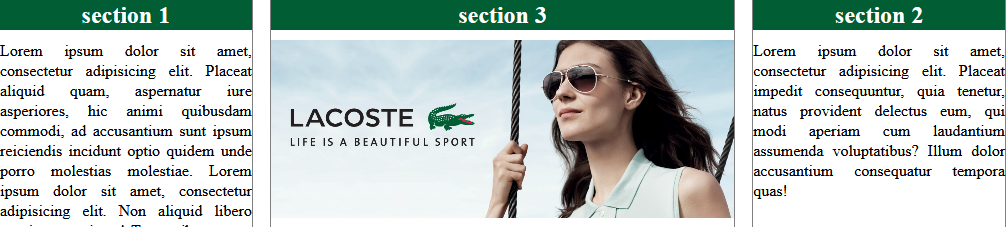 section 1
Lorem ipsum dolor sit amet,
consectetur adipisicing elit. Placeat
aliquid quam, aspernatur iure
asperiores, hic animi quibusdam
commodi, ad accusantium sunt ipsum
reiciendis incidunt optio quidem unde
porro molestias molestiae. Lorem
ipsum dolor sit amet, consectetur
adipisicing elit. Non aliquid libero
section 3
LACOSTE
LIFE IS A BEAUTIFUL SPORT
section 2
Lorem ipsum dolor sit amet,
consectetur adipisicing elit. Placeat
impedit consequuntur, quia tenetur,
natus provident delectus eum, qui
modi aperiam cum laudantium
assumenda voluptatibus? Illum dolor
accusantium consequatur tempora
quas!